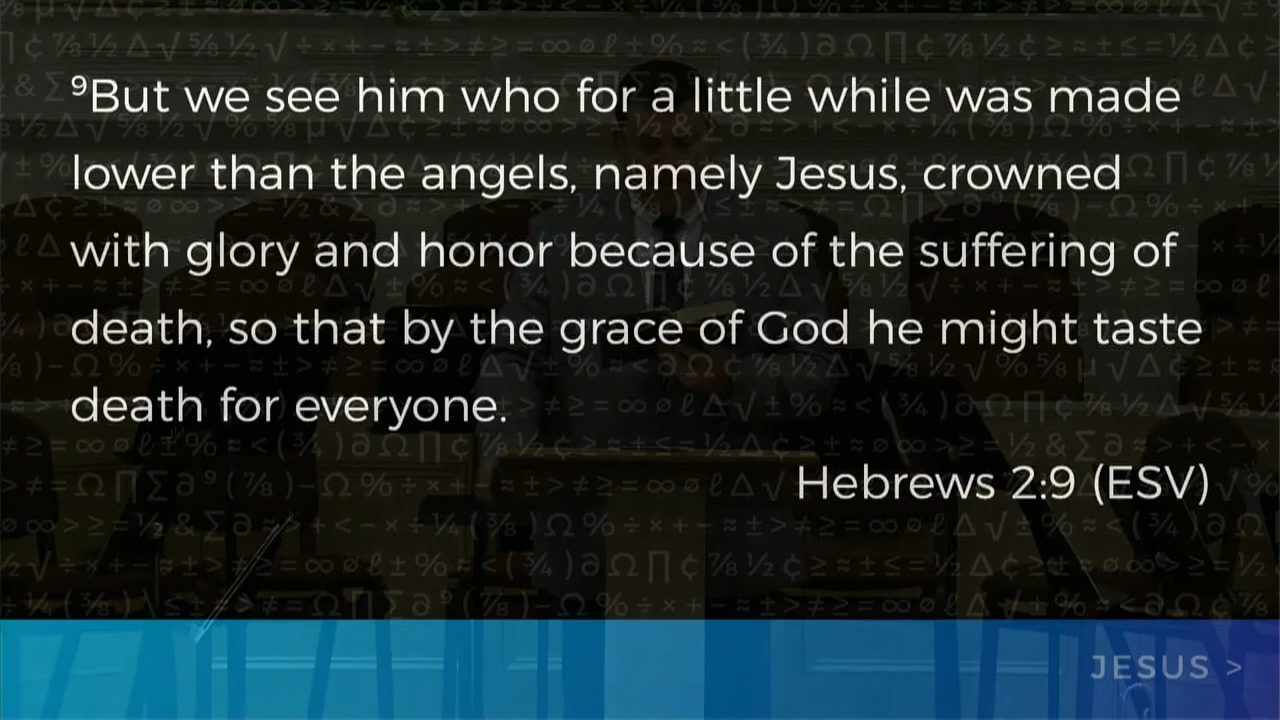 ⁹But we see him who for a little while was made
lower than the angels, namely Jesus, crowned
with glory and honor because of the suffering of
death, so that by the grace of God he might taste
death for everyone.
Hebrews 2:9 (ESV)
JESUS >